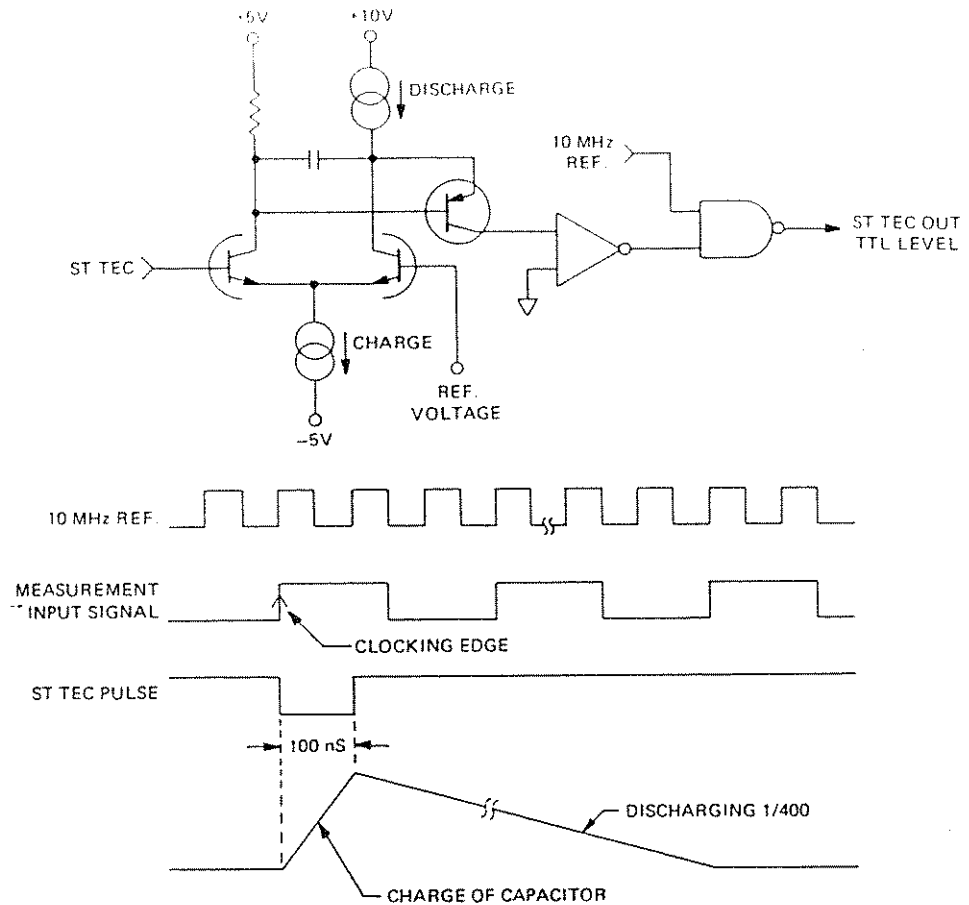 +5V
+10V
DISCHARGE
10 MHz
REF.
ST TEC
ST TEC OUT
TTL LEVEL
CHARGE
REF.
VOLTAGE
-5V
10 MHz REF.
MEASUREMENT
INPUT SIGNAL
CLOCKING EDGE
ST TEC PULSE
100 nS
DISCHARGING 1/400
CHARGE OF CAPACITOR